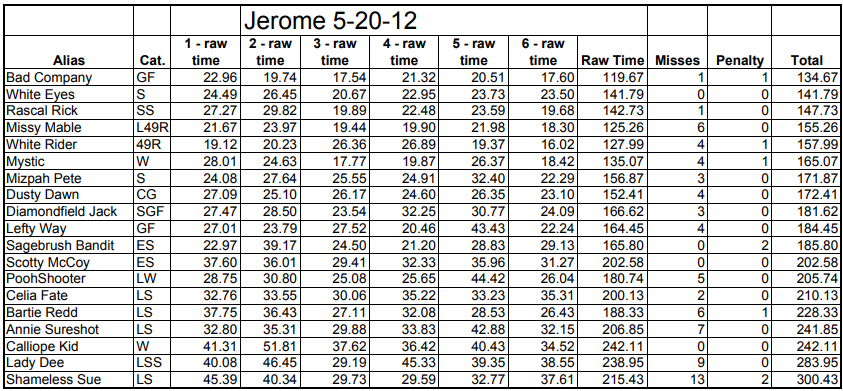 Jerome 5-20-12
1 - raw 2 - raw 3 - raw 4 - raw 5 - raw 6 - raw
Alias Cat. time time time time time time Raw Time Misses Penalty Total
Bad Company GF 22.96 19.74 17.54 21.32 20.51 17.60 119.67 1 1 134.67
White Eyes S 24.49 26.45 20.67 22.95 23.73 23.50 141.79 0 0 141.79
Rascal Rick SS 27.27 29.82 19.89 22.48 23.59 19.68 142.73 1 0 147.73
Missy Mable L49R 21.67 23.97 19.44 19.90 21.98 18.30 125.26 6 0 155.26
White Rider 49R 19.12 20.23 26.36 26.89 19.37 16.02 127.99 4 1 157.99
Mystic W 28.01 24.63 17.77 19.87 26.37 18.42 135.07 4 1 165.07
Mizpah Pete S 24.08 27.64 25.55 24.91 32.40 22.29 156.87 3 0 171.87
Dusty Dawn CG 27.09 25.10 26.17 24.60 26.35 23.10 152.41 4 0 172.41
Diamondfield Jack SGF 27.47 28.50 23.54 32.25 30.77 24.09 166.62 3 0 181.62
Lefty Way GF 27.01 23.79 27.52 20.46 43.43 22.24 164.45 4 0 184.45
Sagebrush Bandit ES 22.97 39.17 24.50 21.20 28.83 29.13 165.80 0 2 185.80
Scotty McCoy ES 37.60 36.01 29.41 32.33 35.96 31.27 202.58 0 0 202.58
PoohShooter LW 28.75 30.80 25.08 25.65 44.42 26.04 180.74 5 0 205.74
Celia Fate LS 32.76 33.55 30.06 35.22 33.23 35.31 200.13 2 0 210.13
Bartie Redd LS 37.75 36.43 27.11 32.08 28.53 26.43 188.33 6 1 228.33
Annie Sureshot LS 32.80 35.31 29.88 33.83 42.88 32.15 206.85 7 0 241.85
Calliope Kid W 41.31 51.81 37.62 36.42 40.43 34.52 242.11 0 0 242.11
Lady Dee LSS 40.08 46.45 29.19 45.33 39.35 38.55 238.95 9 0 283.95
Shameless Sue LS 45.39 40.34 29.73 29.59 32.77 37.61 215.43 13 2 300.43